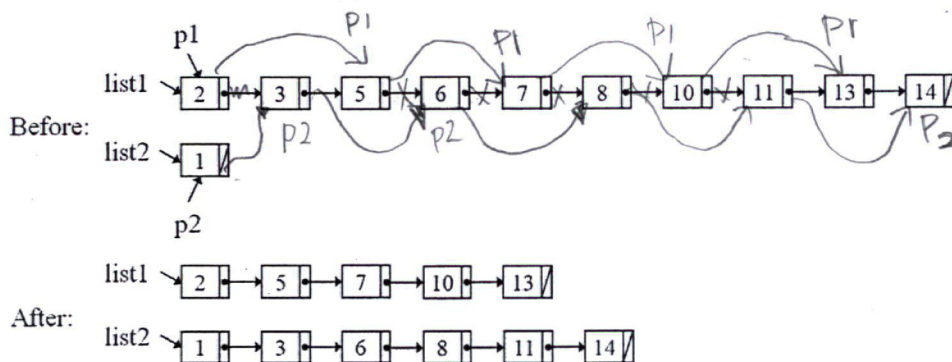 p1 p1 p1 p1
p1
list1 2 3 5 6 7 8 10 11 13 14
Before: p2 p2 P2
list2 1
p2
list1 2 5 7 10 13
After:
list2 1 3 6 8 11 14